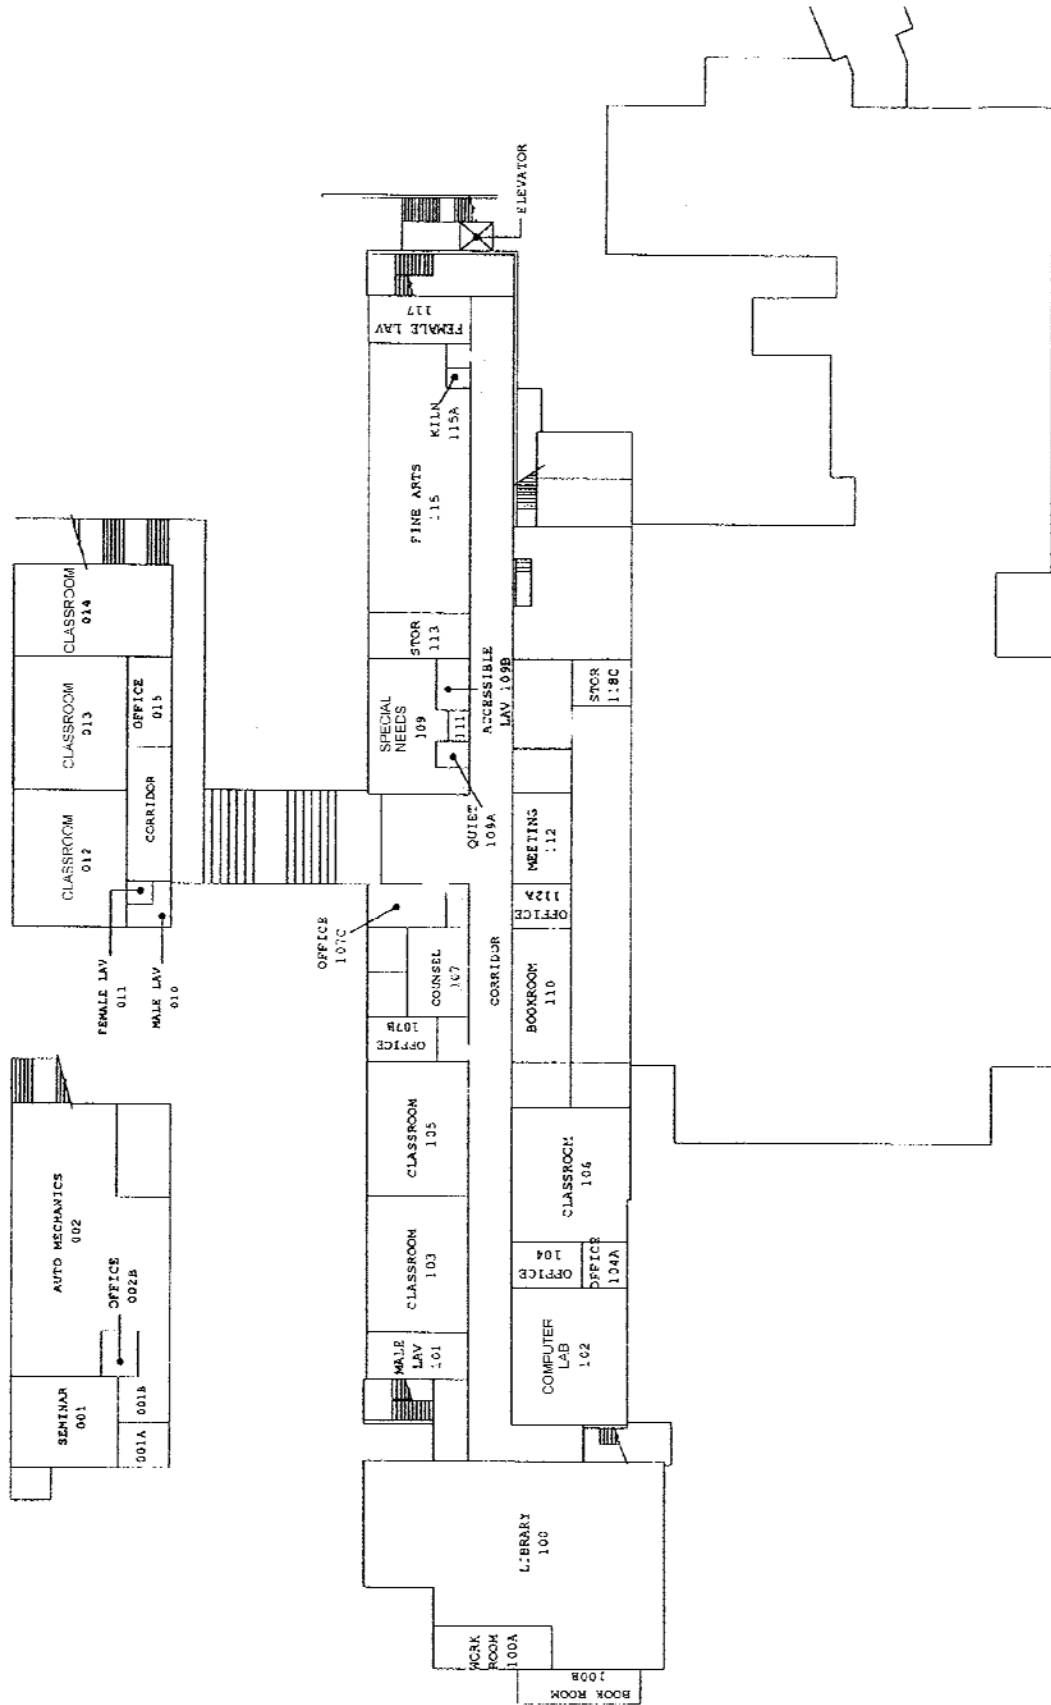 CLASSROOM
014
CLASSROOM
013
CLASSROOM
012
OFFICE
015
CORRIDOR
FEMALE LAV
011
MALE LAV
010
AUTO MECHANICS
002
OFFICE
002B
SEMINAR
001
001A
001B
ELEVATOR
FEMALE LAV
117
KILN
115A
FINE ARTS
115
STOR
113
SPECIAL
NEEDS
109
111
ACCESSIBLE
LAV 109B
QUIET
109A
OFFICE
107C
COUNSEL
107
OFFICE
107B
CORRIDOR
CLASSROOM
105
CLASSROOM
103
MALE
LAV
101
STOR
118C
MEETING
112
OFFICE
112A
BOOKROOM
110
CLASSROOM
106
OFFICE
104
OFFICE
104A
COMPUTER
LAB
102
LIBRARY
100
WORK
ROOM
100A
BOOK ROOM
100B